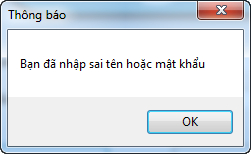 Thông báo
Bạn đã nhập sai tên hoặc mật khẩu
OK